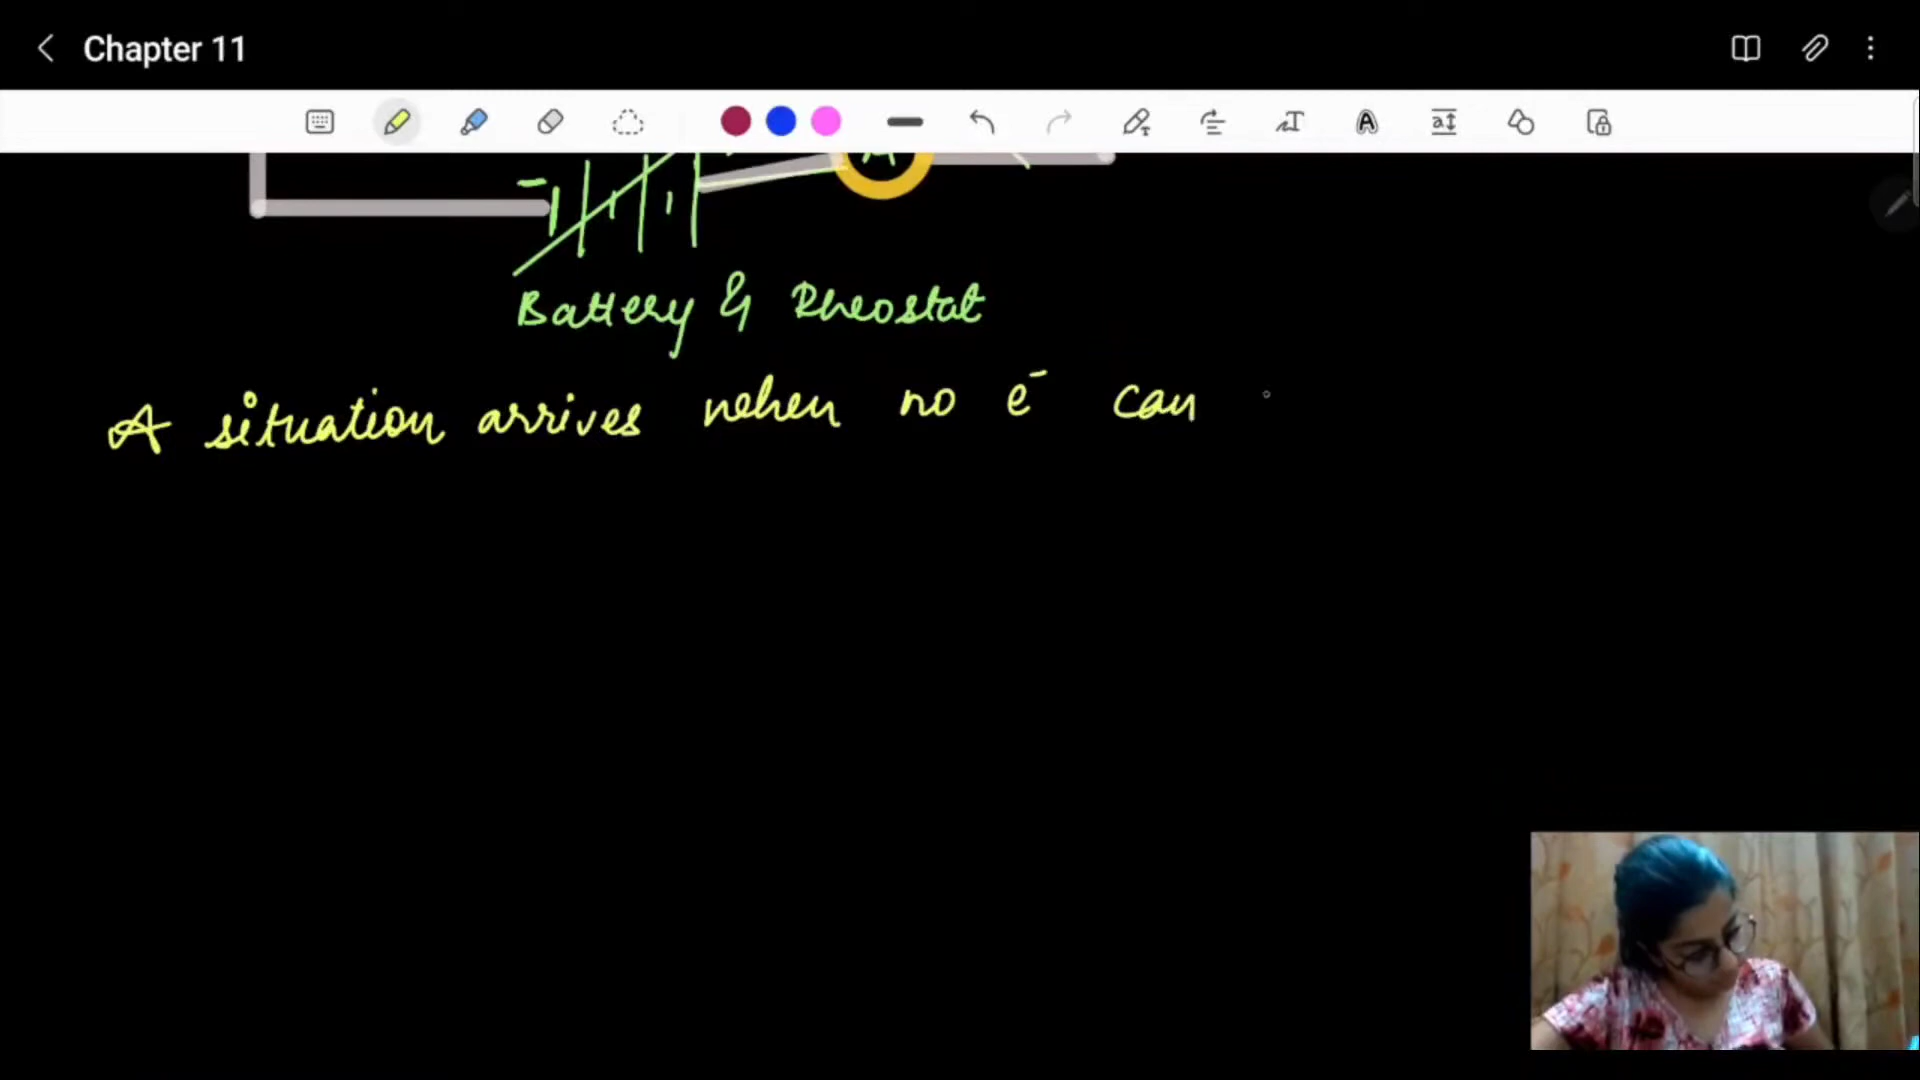 Chapter 11
A
Battery & Rheostat
A situation arrives when no e⁻ can